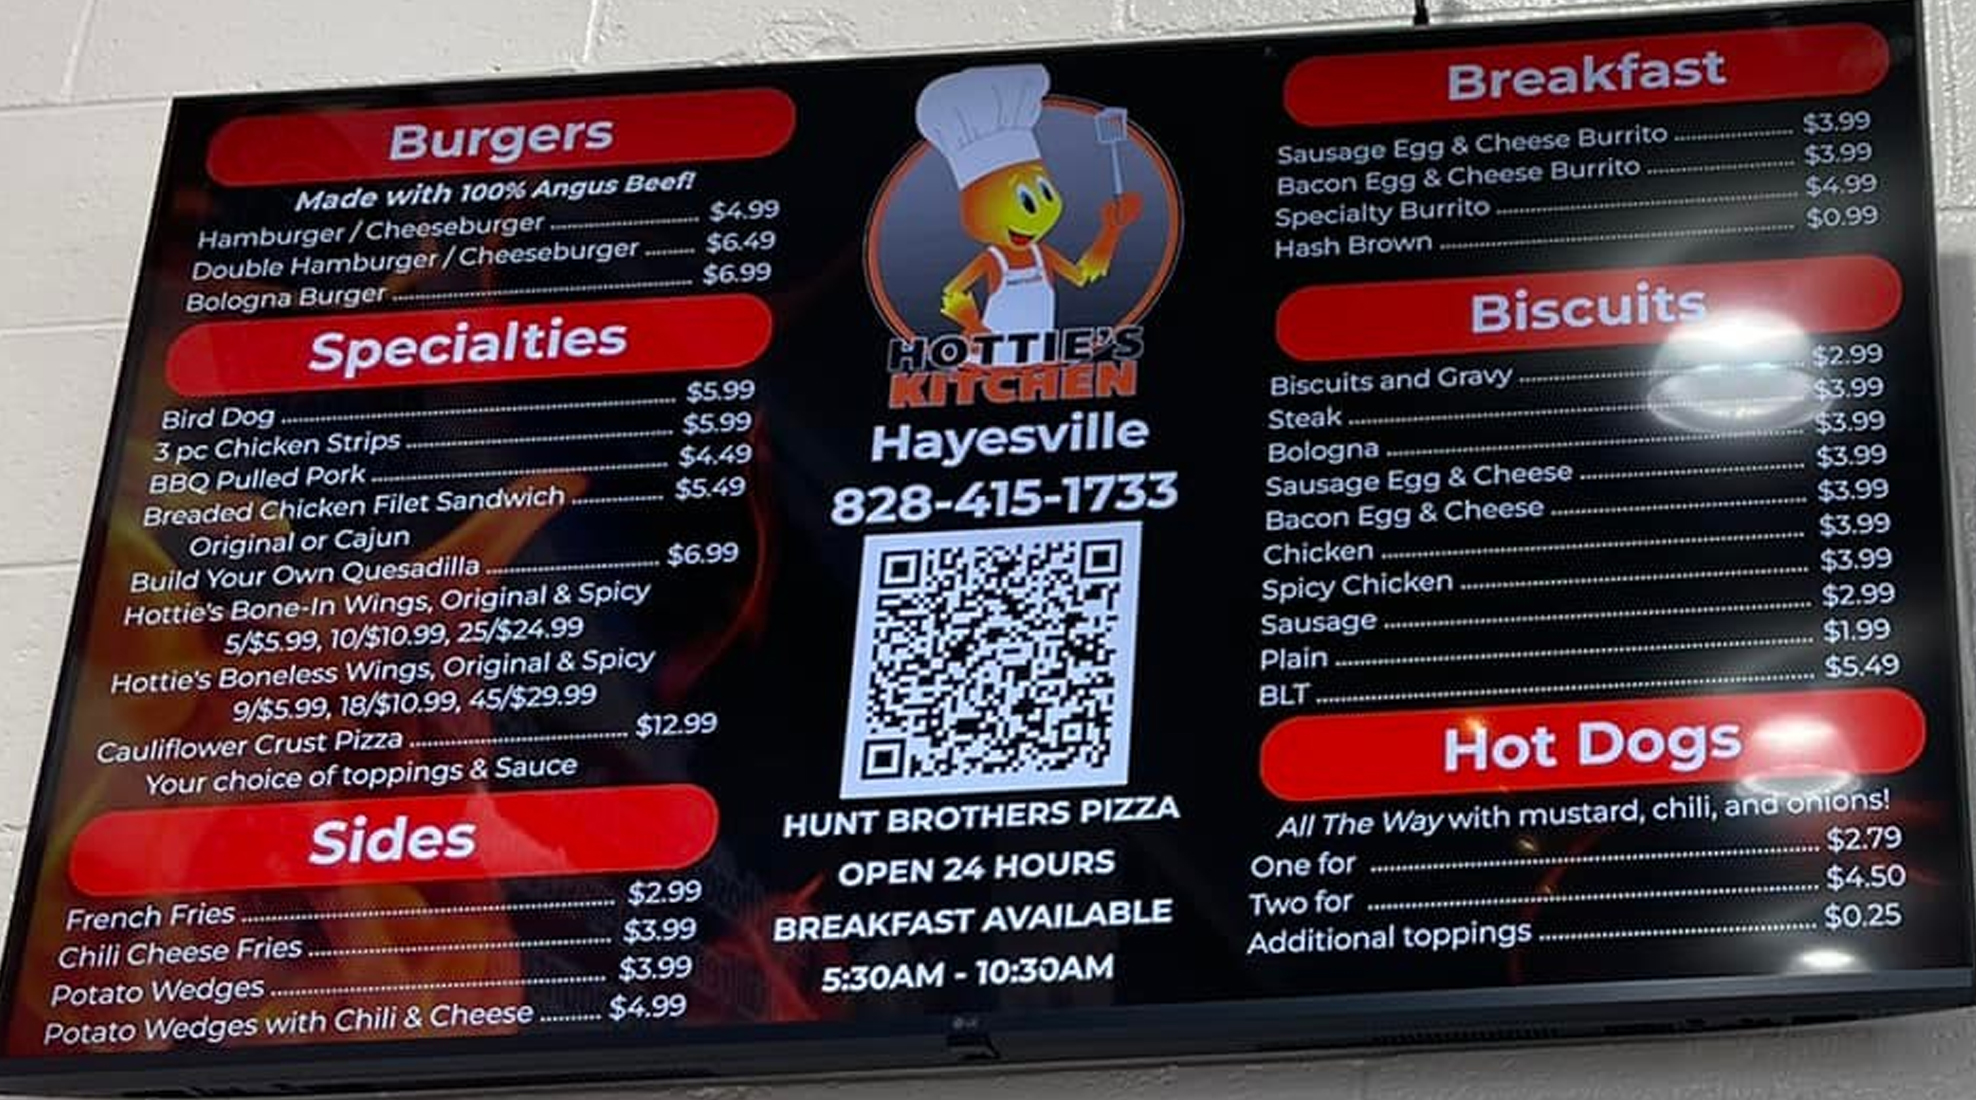 Burgers
Made with 100% Angus Beef!
Hamburger / Cheeseburger ........ $4.99
Double Hamburger / Cheeseburger ........ $6.49
Bologna Burger ........ $6.99
Specialties
Bird Dog ........ $5.99
3 pc Chicken Strips ........ $5.99
BBQ Pulled Pork ........ $4.49
Breaded Chicken Filet Sandwich ........ $5.49
Original or Cajun
Build Your Own Quesadilla ........ $6.99
Hottie's Bone-In Wings, Original & Spicy
5/$5.99, 10/$10.99, 25/$24.99
Hottie's Boneless Wings, Original & Spicy
9/$5.99, 18/$10.99, 45/$29.99
Cauliflower Crust Pizza ........ $12.99
Your choice of toppings & Sauce
Sides
French Fries ........ $2.99
Chili Cheese Fries ........ $3.99
Potato Wedges ........ $3.99
Potato Wedges with Chili & Cheese ........ $4.99
HOTTIE'S
KITCHEN
Hayesville
828-415-1733
HUNT BROTHERS PIZZA
OPEN 24 HOURS
BREAKFAST AVAILABLE
5:30AM - 10:30AM
Breakfast
Sausage Egg & Cheese Burrito ........ $3.99
Bacon Egg & Cheese Burrito ........ $3.99
Specialty Burrito ........ $4.99
Hash Brown ........ $0.99
Biscuits
Biscuits and Gravy ........ $2.99
Steak ........ $3.99
Bologna ........ $3.99
Sausage Egg & Cheese ........ $3.99
Bacon Egg & Cheese ........ $3.99
Chicken ........ $3.99
Spicy Chicken ........ $3.99
Sausage ........ $2.99
Plain ........ $1.99
BLT ........ $5.49
Hot Dogs
All The Way with mustard, chili, and onions!
One for ........ $2.79
Two for ........ $4.50
Additional toppings ........ $0.25